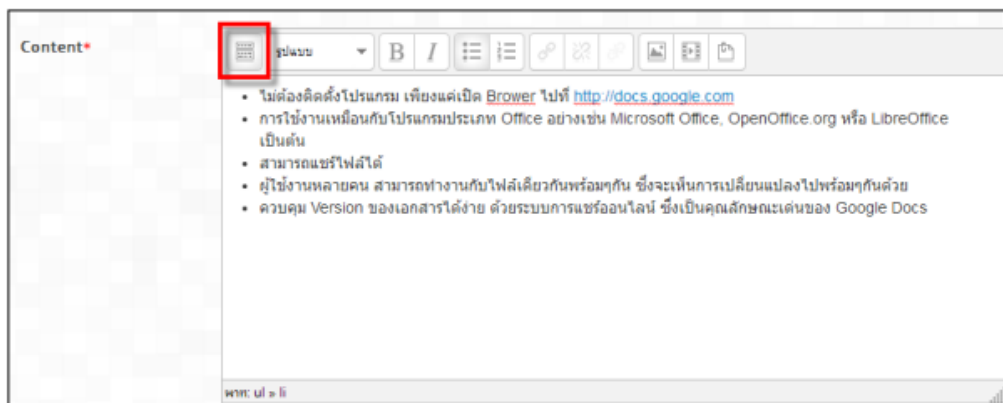 Content*
รูปแบบ
B I
• ไม่ต้องติดตั้งโปรแกรม เพียงแค่เปิด Brower ไปที่ http://docs.google.com
• การใช้งานเหมือนกับโปรแกรมประเภท Office อย่างเช่น Microsoft Office, OpenOffice.org หรือ LibreOffice
เป็นต้น
• สามารถแชร์ไฟล์ได้
• ผู้ใช้งานหลายคน สามารถทำงานกับไฟล์เดียวกันพร้อมๆกัน ซึ่งจะเห็นการเปลี่ยนแปลงไปพร้อมๆกันด้วย
• ควบคุม Version ของเอกสารได้ง่าย ด้วยระบบการแชร์ออนไลน์ ซึ่งเป็นคุณลักษณะเด่นของ Google Docs
พาท: ul » li